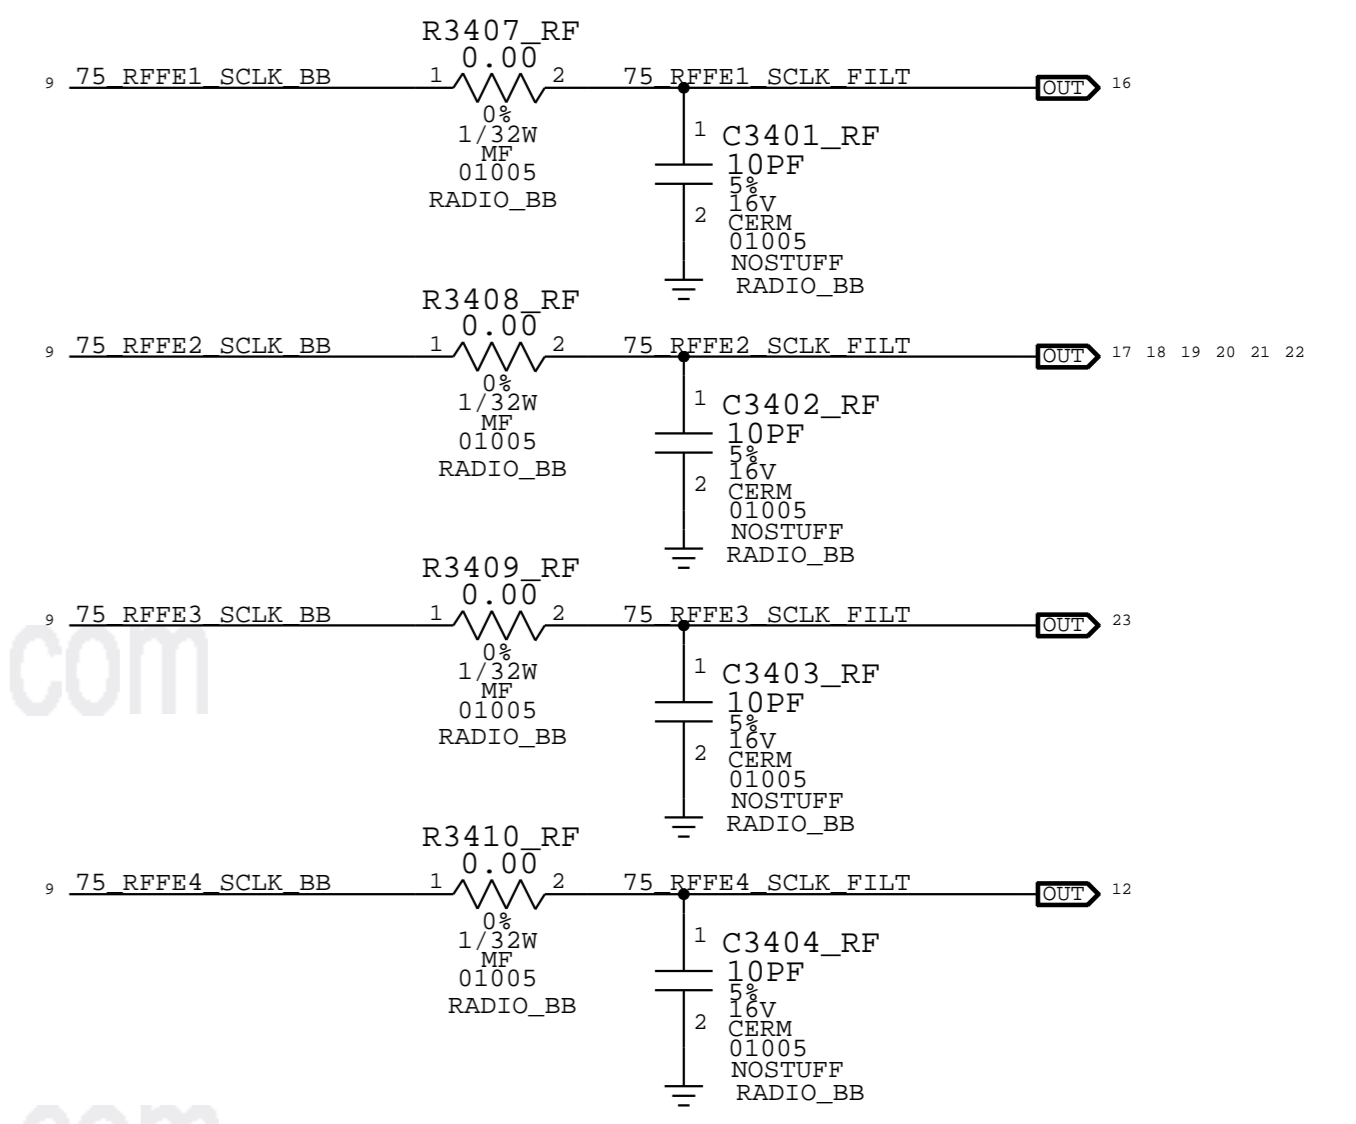 R3407_RF
0.00
9 75_RFFE1_SCLK_BB 1 2 75_RFFE1_SCLK_FILT OUT 16
0%
1/32W
MF
01005
RADIO_BB
1 C3401_RF
10PF
5%
16V
2 CERM
01005
NOSTUFF
RADIO_BB
R3408_RF
0.00
9 75_RFFE2_SCLK_BB 1 2 75_RFFE2_SCLK_FILT OUT 17 18 19 20 21 22
0%
1/32W
MF
01005
RADIO_BB
1 C3402_RF
10PF
5%
16V
2 CERM
01005
NOSTUFF
RADIO_BB
R3409_RF
0.00
9 75_RFFE3_SCLK_BB 1 2 75_RFFE3_SCLK_FILT OUT 23
0%
1/32W
MF
01005
RADIO_BB
1 C3403_RF
10PF
5%
16V
2 CERM
01005
NOSTUFF
RADIO_BB
com
R3410_RF
0.00
9 75_RFFE4_SCLK_BB 1 2 75_RFFE4_SCLK_FILT OUT 12
0%
1/32W
MF
01005
RADIO_BB
1 C3404_RF
10PF
5%
16V
2 CERM
01005
NOSTUFF
RADIO_BB